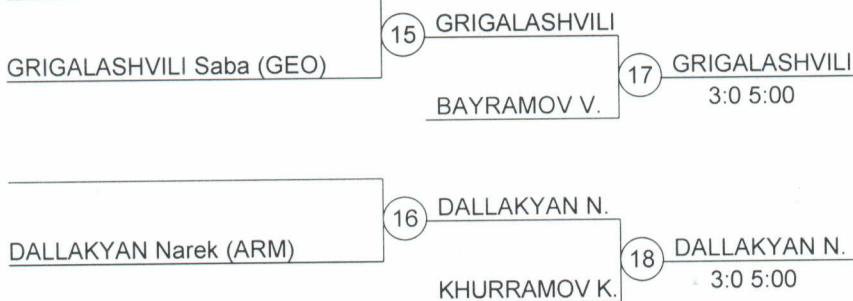 15 GRIGALASHVILI
GRIGALASHVILI Saba (GEO)
17 GRIGALASHVILI
3:0 5:00
BAYRAMOV V.
16 DALLAKYAN N.
DALLAKYAN Narek (ARM)
18 DALLAKYAN N.
3:0 5:00
KHURRAMOV K.